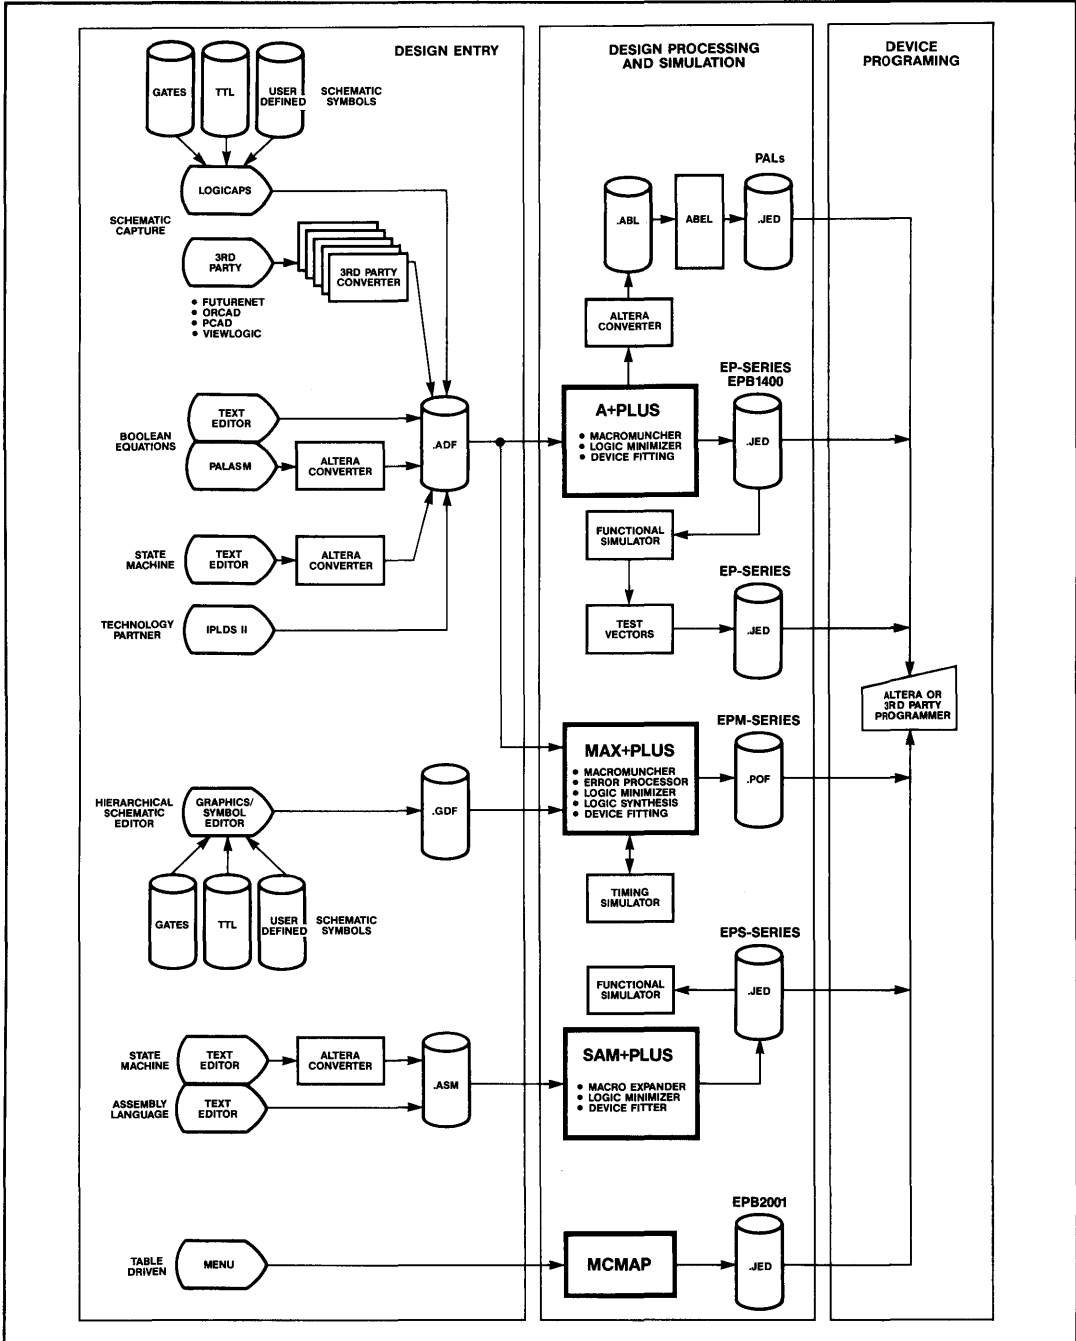 DESIGN ENTRY
GATES
TTL
USER
DEFINED
SCHEMATIC
SYMBOLS
LOGICAPS
SCHEMATIC
CAPTURE
3RD
PARTY
3RD PARTY
CONVERTER
● FUTURENET
● ORCAD
● PCAD
● VIEWLOGIC
BOOLEAN
EQUATIONS
TEXT
EDITOR
PALASM
ALTERA
CONVERTER
.ADF
STATE
MACHINE
TEXT
EDITOR
ALTERA
CONVERTER
TECHNOLOGY
PARTNER
IPLDS II
HIERARCHICAL
SCHEMATIC
EDITOR
GRAPHICS/
SYMBOL
EDITOR
.GDF
GATES
TTL
USER
DEFINED
SCHEMATIC
SYMBOLS
STATE
MACHINE
TEXT
EDITOR
ALTERA
CONVERTER
.ASM
ASSEMBLY
LANGUAGE
TEXT
EDITOR
TABLE
DRIVEN
MENU
DESIGN PROCESSING
AND SIMULATION
PALs
.ABL
ABEL
.JED
ALTERA
CONVERTER
EP-SERIES
EPB1400
A+PLUS
● MACROMUNCHER
● LOGIC MINIMIZER
● DEVICE FITTING
.JED
FUNCTIONAL
SIMULATOR
EP-SERIES
TEST
VECTORS
.JED
EPM-SERIES
MAX+PLUS
● MACROMUNCHER
● ERROR PROCESSOR
● LOGIC MINIMIZER
● LOGIC SYNTHESIS
● DEVICE FITTING
.POF
TIMING
SIMULATOR
EPS-SERIES
FUNCTIONAL
SIMULATOR
.JED
SAM+PLUS
● MACRO EXPANDER
● LOGIC MINIMIZER
● DEVICE FITTER
EPB2001
MCMAP
.JED
DEVICE
PROGRAMING
ALTERA OR
3RD PARTY
PROGRAMMER